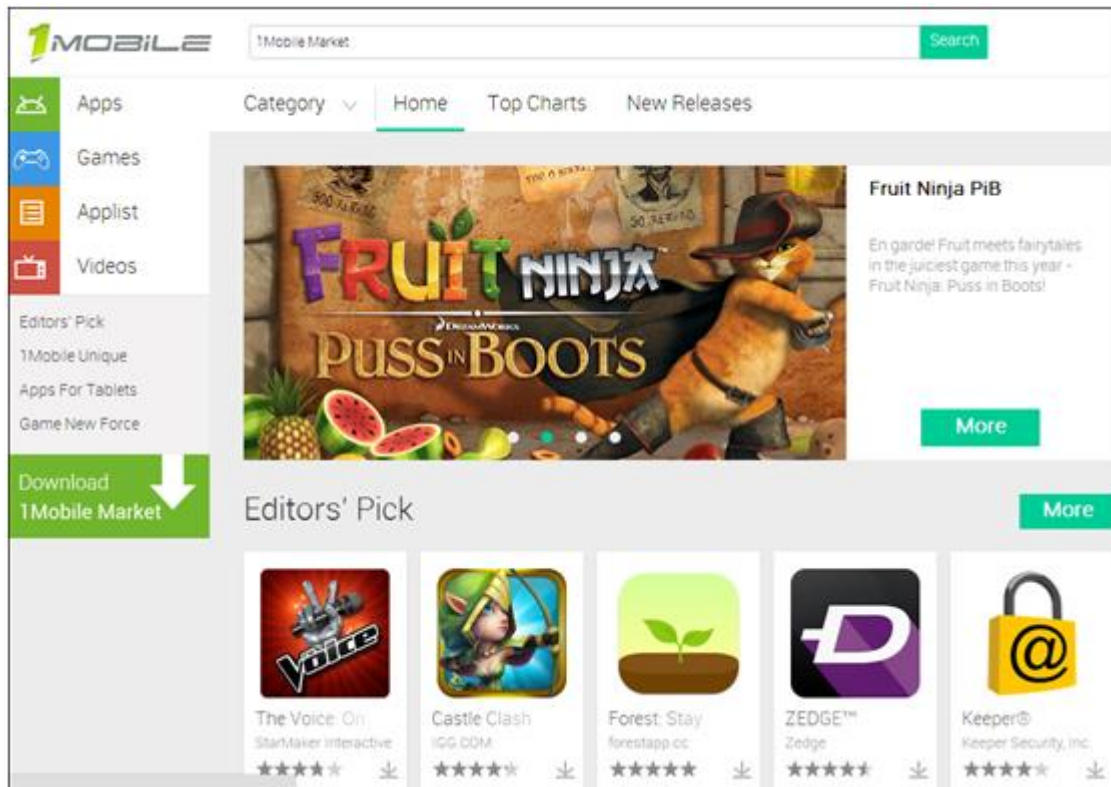 1MOBILE
1Mobile Market
Search
Apps
Games
Applist
Videos
Editors' Pick
1Mobile Unique
Apps For Tablets
Game New Force
Download
1Mobile Market
Category
Home
Top Charts
New Releases
FRUIT NINJA
DREAMWORKS
PUSS IN BOOTS
Fruit Ninja PiB
En garde! Fruit meets fairytales
in the juiciest game this year -
Fruit Ninja: Puss in Boots!
More
Editors' Pick
More
the Voice
The Voice: On
StarMaker Interactive
Castle Clash
IGG.COM
Forest: Stay
forestapp.cc
ZEDGE™
Zedge
@
Keeper®
Keeper Security, Inc